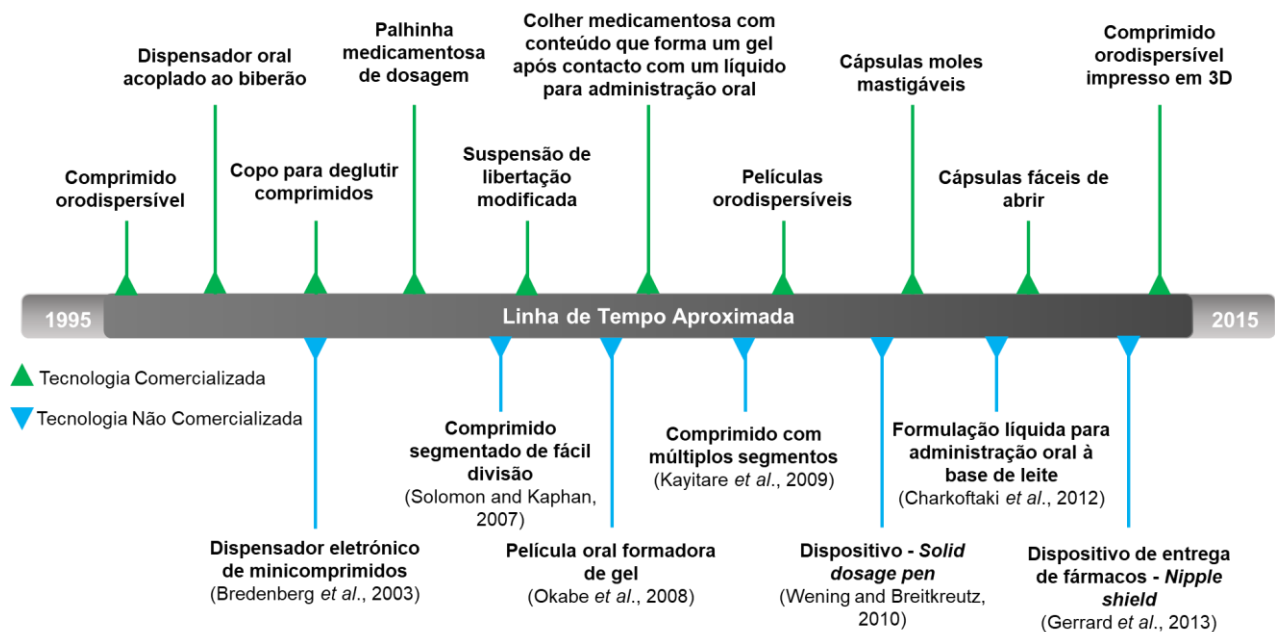 Dispensador oral
acoplado ao biberão
Palhinha
medicamentosa
de dosagem
Colher medicamentosa com
conteúdo que forma um gel
após contacto com um líquido
para administração oral
Cápsulas moles
mastigáveis
Comprimido
orodispersível
impresso em 3D
Comprimido
orodispersível
Copo para deglutir
comprimidos
Suspensão de
libertação
modificada
Películas
orodispersíveis
Cápsulas fáceis de
abrir
1995
Linha de Tempo Aproximada
2015
Tecnologia Comercializada
Tecnologia Não Comercializada
Comprimido
segmentado de fácil
divisão
(Solomon and Kaphan,
2007)
Comprimido com
múltiplos segmentos
(Kayitare et al., 2009)
Formulação líquida para
administração oral à
base de leite
(Charkoftaki et al., 2012)
Dispensador eletrónico
de minicomprimidos
(Bredenberg et al., 2003)
Película oral formadora
de gel
(Okabe et al., 2008)
Dispositivo - Solid
dosage pen
(Wening and Breitkreutz,
2010)
Dispositivo de entrega
de fármacos - Nipple
shield
(Gerrard et al., 2013)